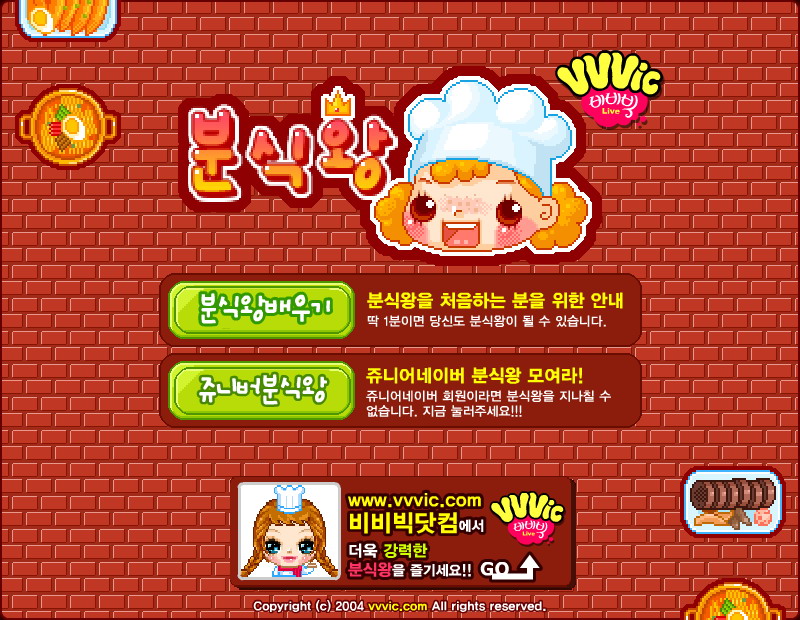 VVVic
비비빅
Live
분식왕
분식왕배우기
분식왕을 처음하는 분을 위한 안내
딱 1분이면 당신도 분식왕이 될 수 있습니다.
쥬니버분식왕
쥬니어네이버 분식왕 모여라!
쥬니어네이버 회원이라면 분식왕을 지나칠 수
없습니다. 지금 눌러주세요!!!
www.vvvic.com
비비빅닷컴에서
더욱 강력한
분식왕을 즐기세요!! GO
VVVic
비비빅
Live
Copyright (c) 2004 vvvic.com All rights reserved.